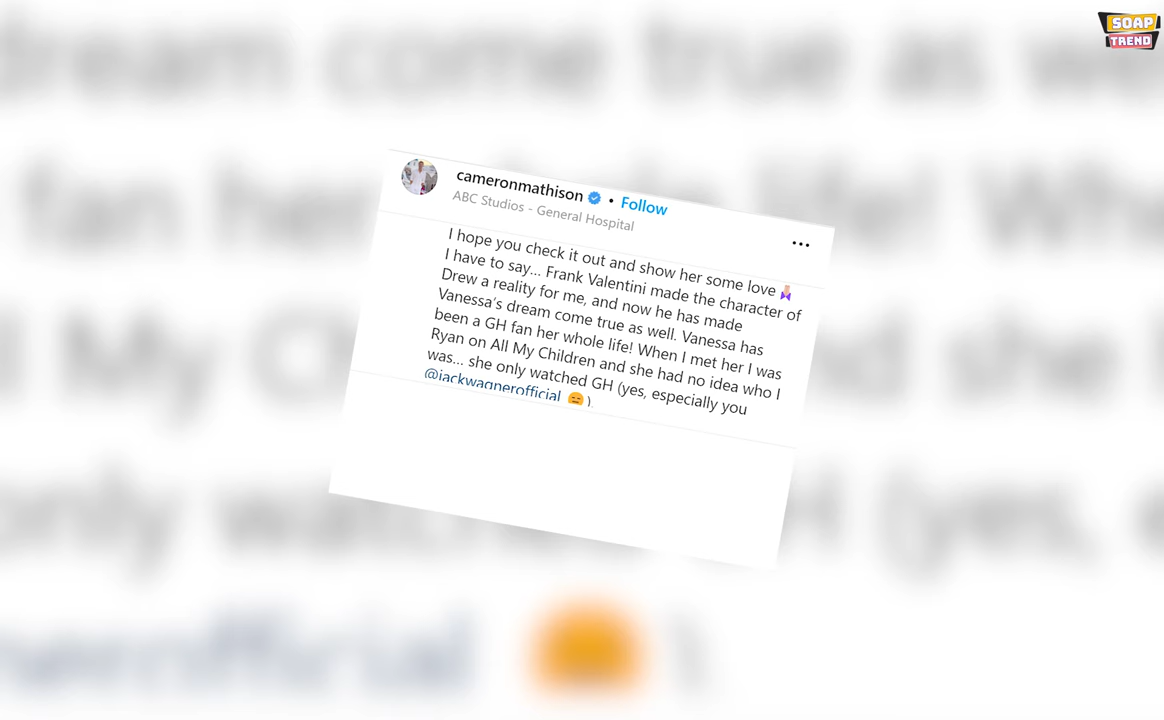 SOAP
TREND
cameronmathison • Follow
ABC Studios - General Hospital
I hope you check it out and show her some love
I have to say... Frank Valentini made the character of
Drew a reality for me, and now he has made
Vanessa's dream come true as well. Vanessa has
been a GH fan her whole life! When I met her I was
Ryan on All My Children and she had no idea who I
was... she only watched GH (yes, especially you
@jackwagnerofficial 😑 ).